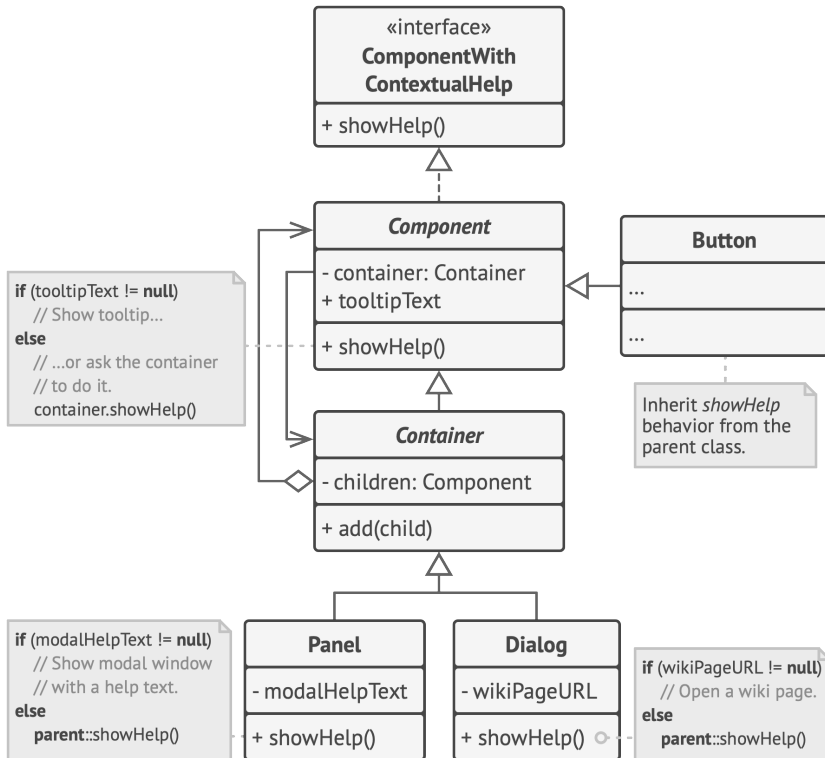 «interface»
ComponentWith
ContextualHelp
+ showHelp()
Component
- container: Container
+ tooltipText
+ showHelp()
Button
...
...
if (tooltipText != null)
// Show tooltip...
else
// ...or ask the container
// to do it.
container.showHelp()
Inherit showHelp
behavior from the
parent class.
Container
- children: Component
+ add(child)
if (modalHelpText != null)
// Show modal window
// with a help text.
else
parent::showHelp()
Panel
- modalHelpText
+ showHelp()
Dialog
- wikiPageURL
+ showHelp()
if (wikiPageURL != null)
// Open a wiki page.
else
parent::showHelp()